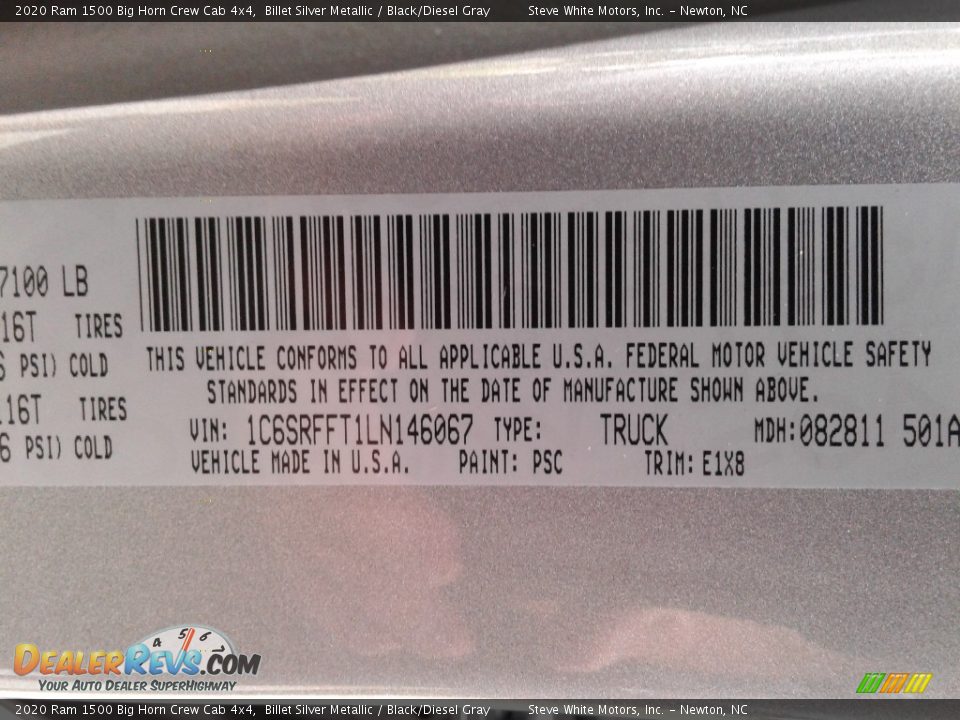 2020 Ram 1500 Big Horn Crew Cab 4x4, Billet Silver Metallic / Black/Diesel Gray Steve White Motors, Inc. – Newton, NC
7100 LB
16T TIRES
PSI) COLD
16T TIRES
6 PSI) COLD
THIS VEHICLE CONFORMS TO ALL APPLICABLE U.S.A. FEDERAL MOTOR VEHICLE SAFETY
STANDARDS IN EFFECT ON THE DATE OF MANUFACTURE SHOWN ABOVE.
VIN: 1C6SRFFT1LN146067 TYPE: TRUCK MDH:082811 501A
VEHICLE MADE IN U.S.A. PAINT: PSC TRIM: E1X8
4 5 6
DEALERREVS.COM
YOUR AUTO DEALER SUPERHIGHWAY
2020 Ram 1500 Big Horn Crew Cab 4x4, Billet Silver Metallic / Black/Diesel Gray Steve White Motors, Inc. – Newton, NC